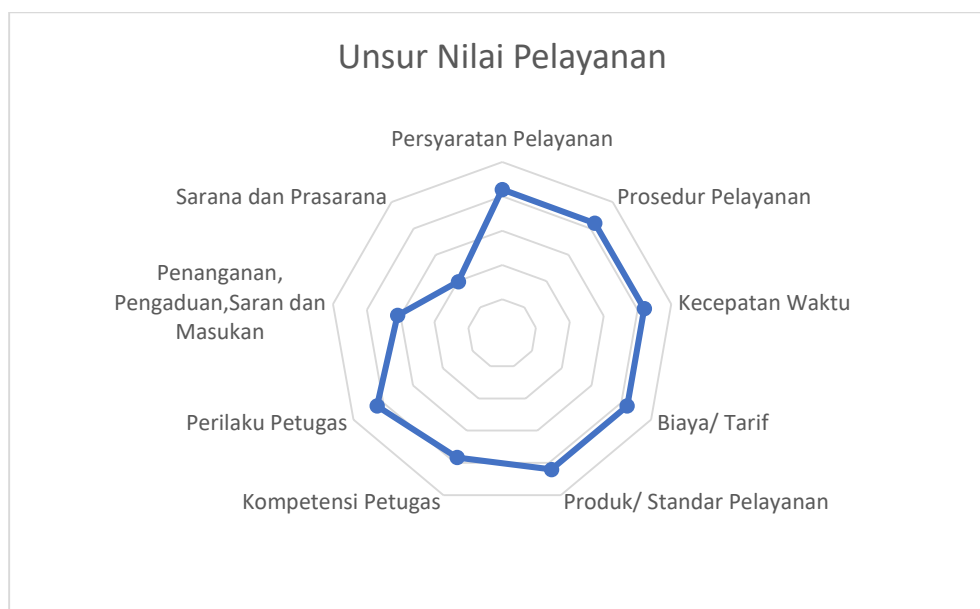 Unsur Nilai Pelayanan
Persyaratan Pelayanan
Prosedur Pelayanan
Kecepatan Waktu
Biaya/ Tarif
Produk/ Standar Pelayanan
Kompetensi Petugas
Perilaku Petugas
Penanganan,
Pengaduan,Saran dan
Masukan
Sarana dan Prasarana